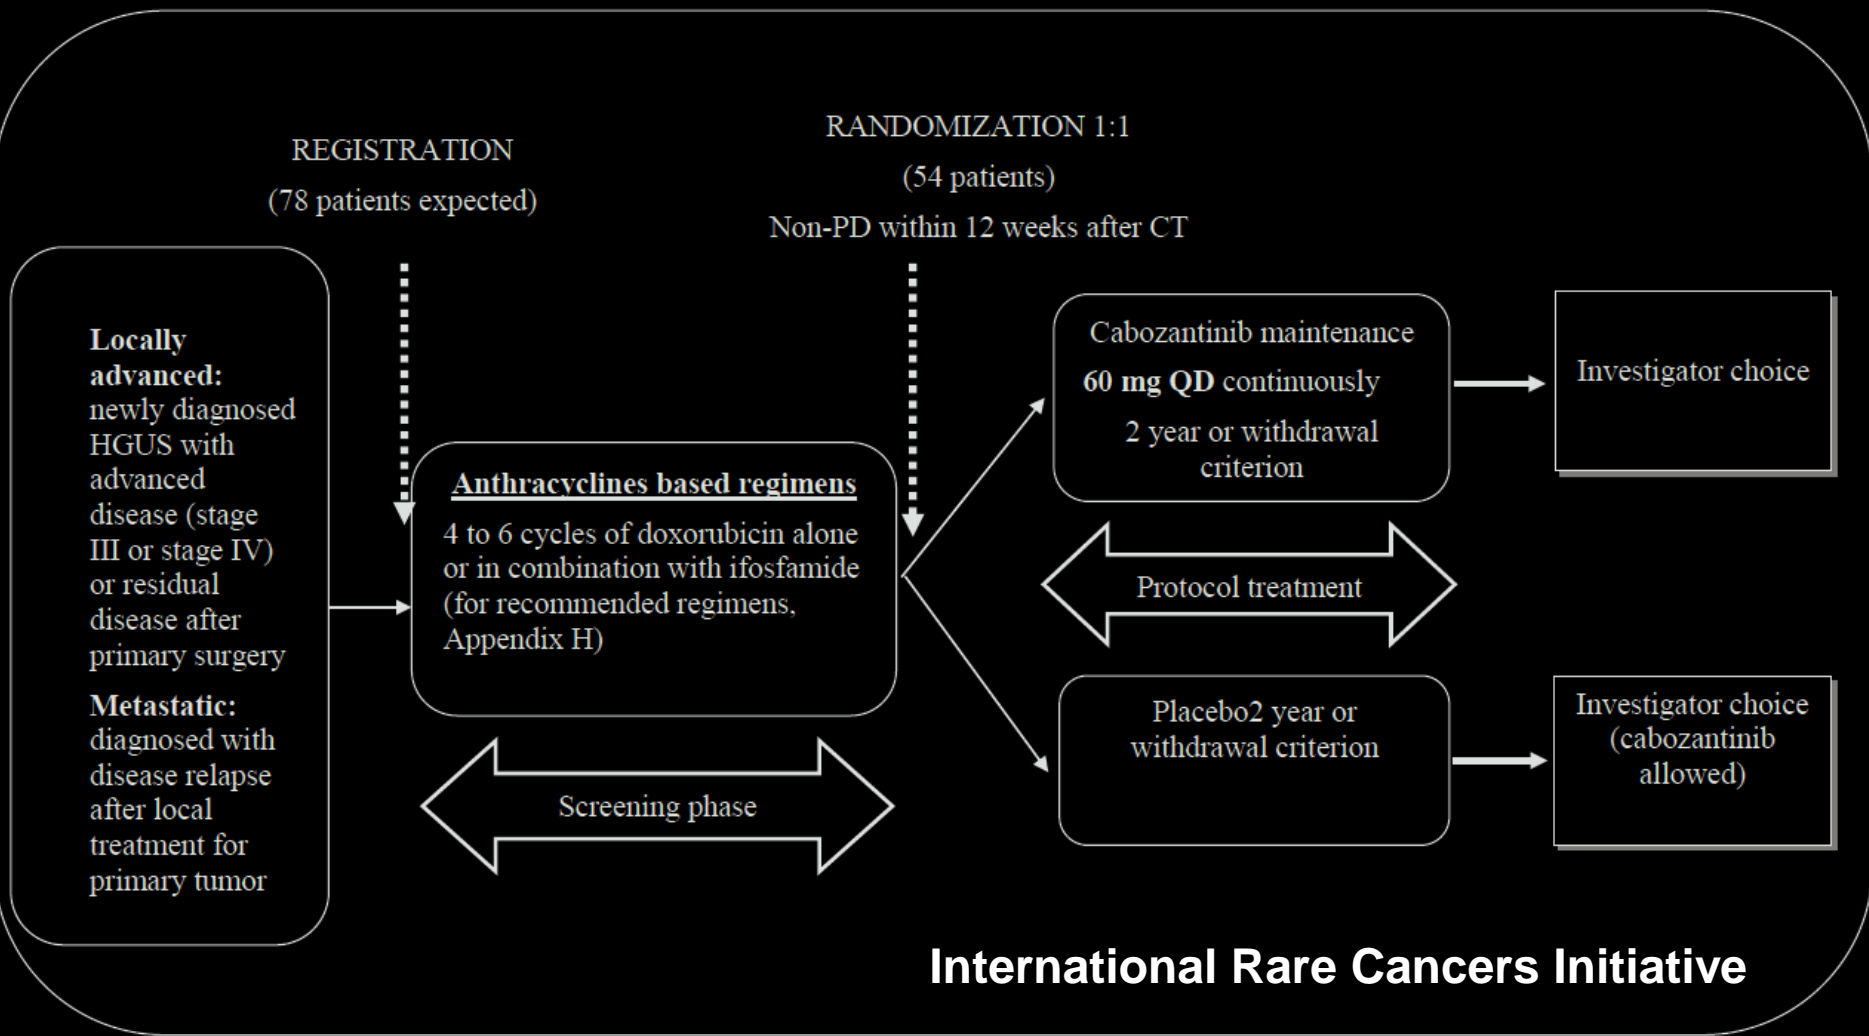 REGISTRATION
(78 patients expected)
RANDOMIZATION 1:1
(54 patients)
Non-PD within 12 weeks after CT
Locally
advanced:
newly diagnosed
HGUS with
advanced
disease (stage
III or stage IV)
or residual
disease after
primary surgery
Metastatic:
diagnosed with
disease relapse
after local
treatment for
primary tumor
Anthracyclines based regimens
4 to 6 cycles of doxorubicin alone
or in combination with ifosfamide
(for recommended regimens,
Appendix H)
Screening phase
Cabozantinib maintenance
60 mg QD continuously
2 year or withdrawal
criterion
Investigator choice
Protocol treatment
Placebo2 year or
withdrawal criterion
Investigator choice
(cabozantinib
allowed)
International Rare Cancers Initiative